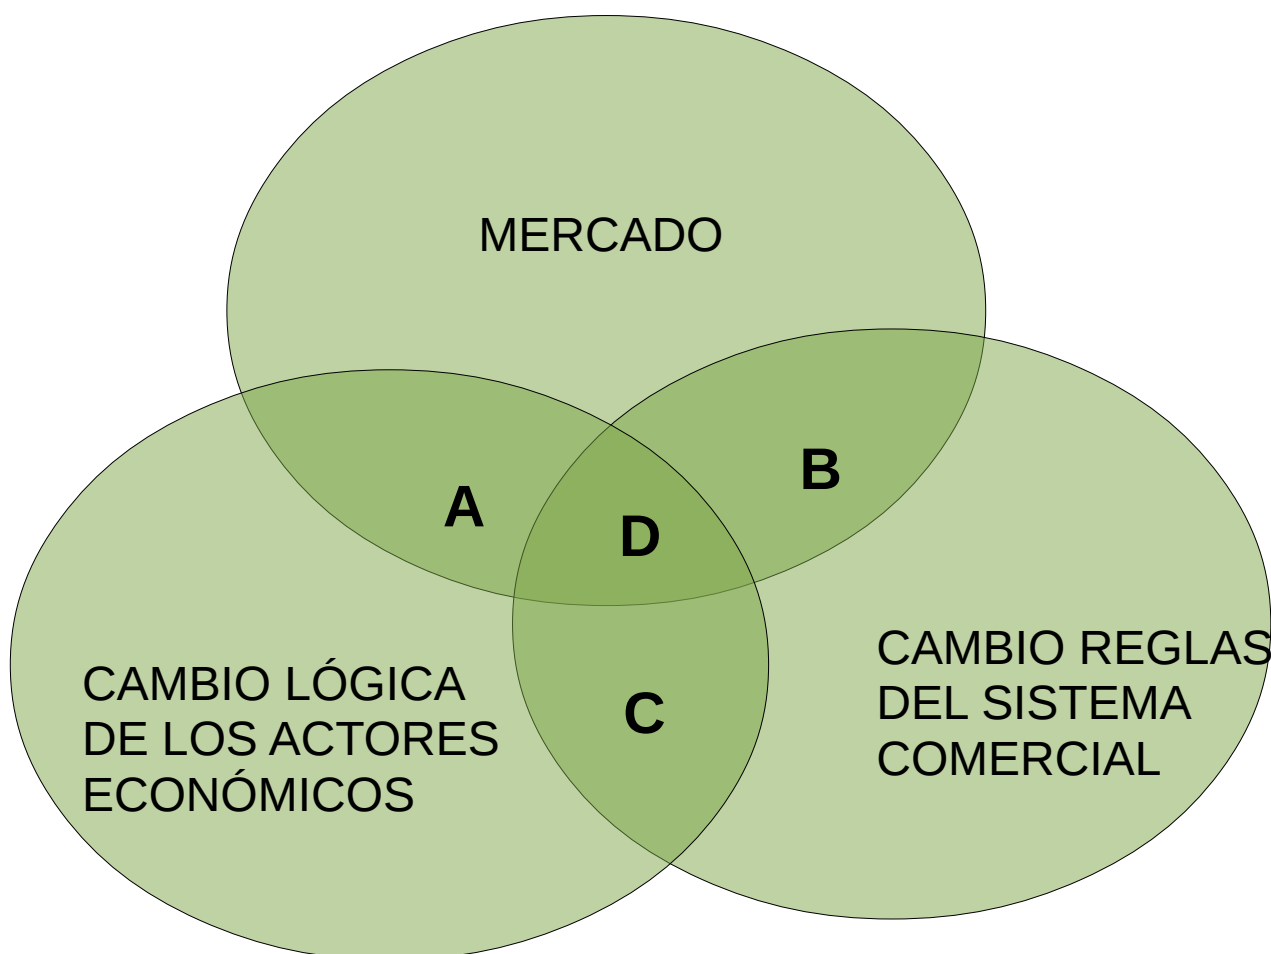 MERCADO
A
B
D
CAMBIO LÓGICA
DE LOS ACTORES
ECONÓMICOS
C
CAMBIO REGLAS
DEL SISTEMA
COMERCIAL